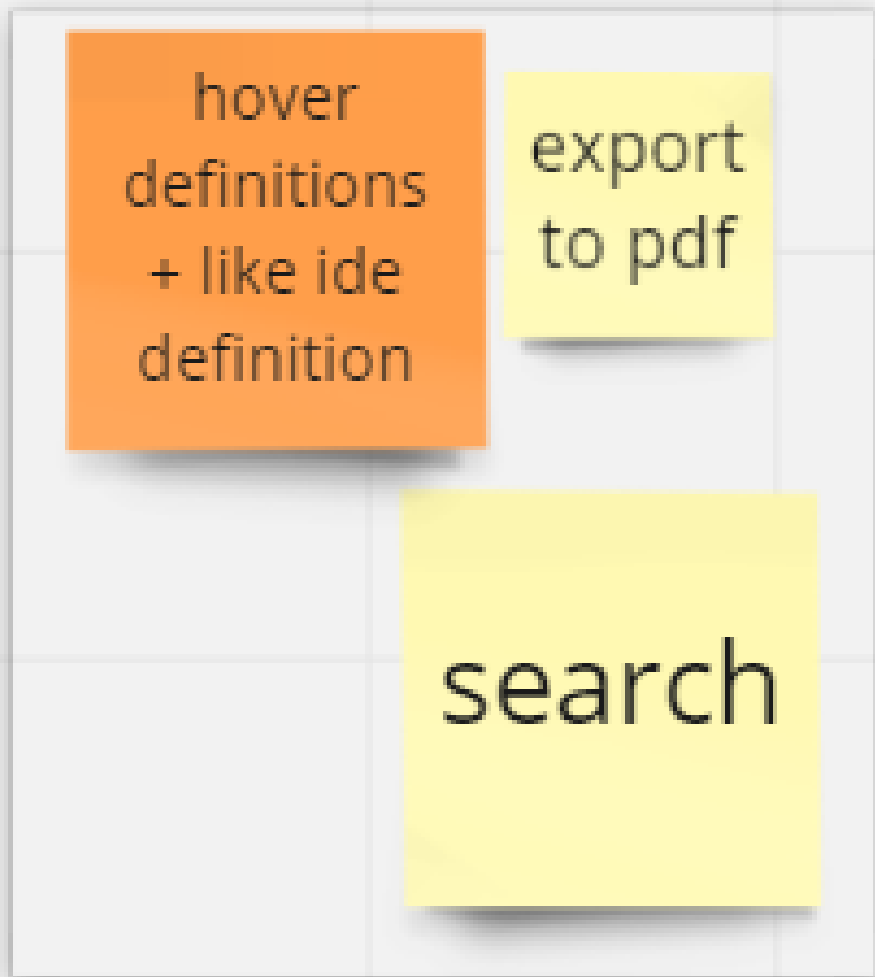 hover
definitions
+ like ide
definition
export
to pdf
search